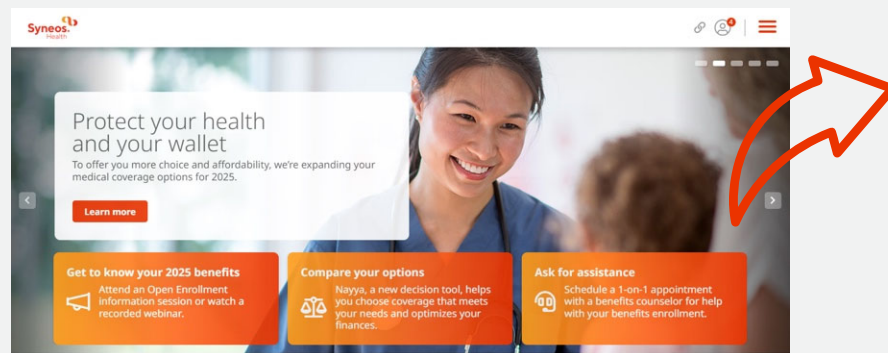 Syneos.
Health
4
Protect your health
and your wallet
To offer you more choice and affordability, we're expanding your
medical coverage options for 2025.
Learn more
Get to know your 2025 benefits
Attend an Open Enrollment
information session or watch a
recorded webinar.
Compare your options
Nayya, a new decision tool, helps
you choose coverage that meets
your needs and optimizes your
finances.
Ask for assistance
Schedule a 1-on-1 appointment
with a benefits counselor for help
with your benefits enrollment.